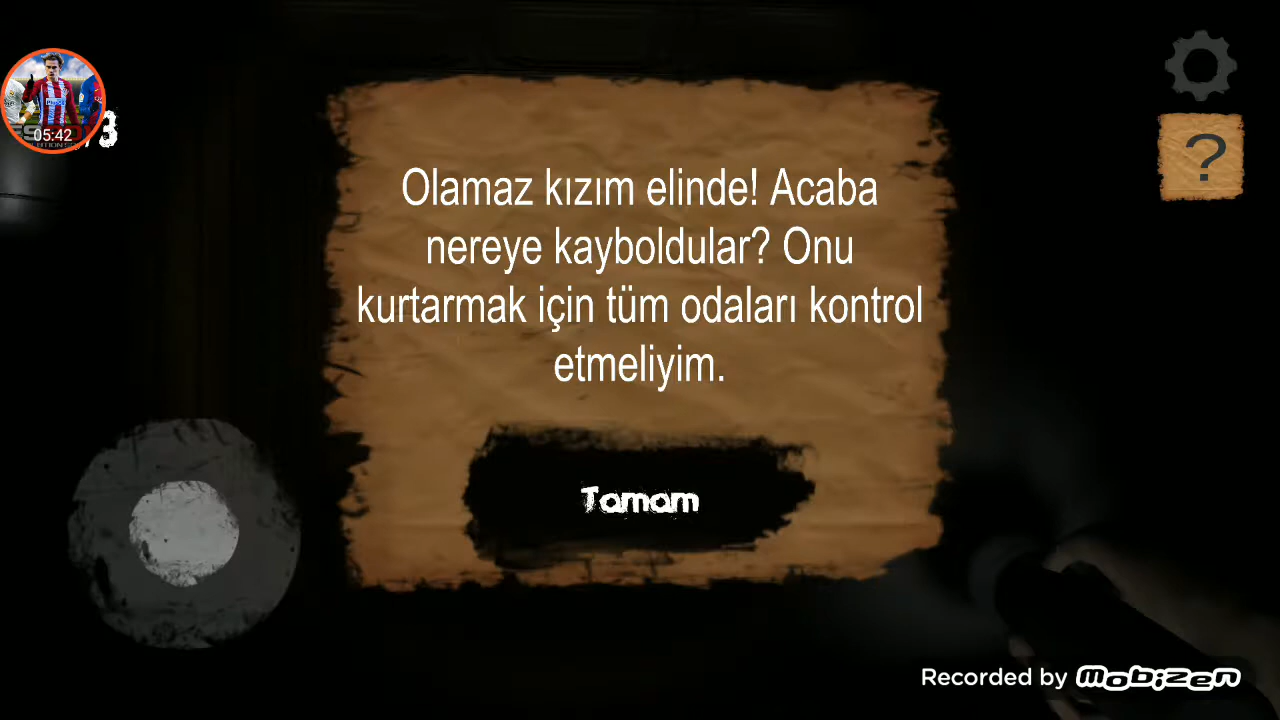 05:42
3
Olamaz kızım elinde! Acaba
nereye kayboldular? Onu
kurtarmak için tüm odaları kontrol
etmeliyim.
Tamam
?
Recorded by mobizen